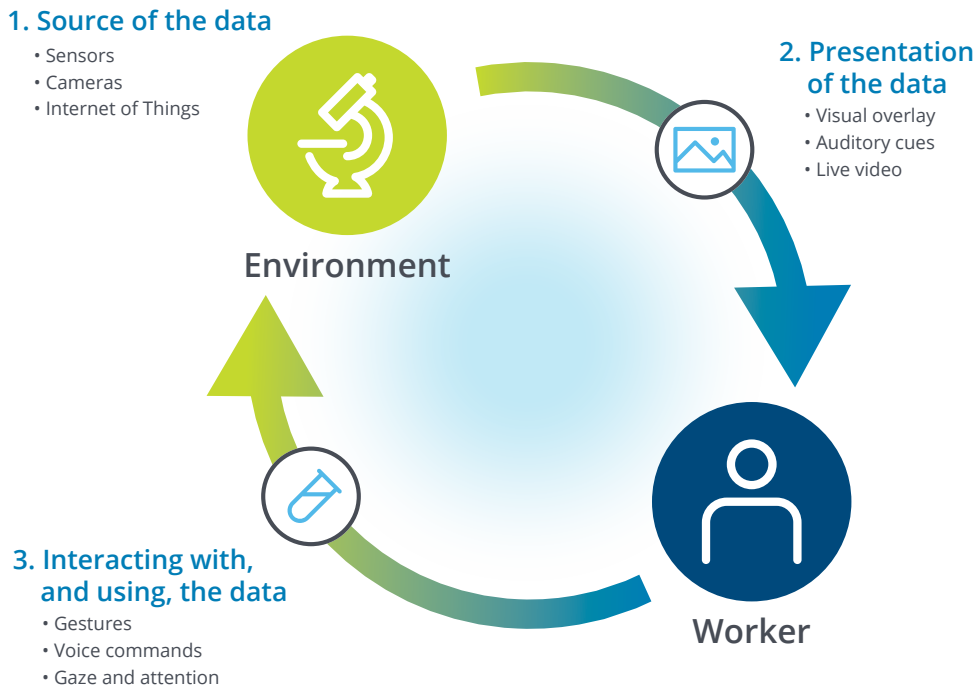 1. Source of the data
• Sensors
• Cameras
• Internet of Things
2. Presentation
of the data
• Visual overlay
• Auditory cues
• Live video
Environment
Worker
3. Interacting with,
and using, the data
• Gestures
• Voice commands
• Gaze and attention